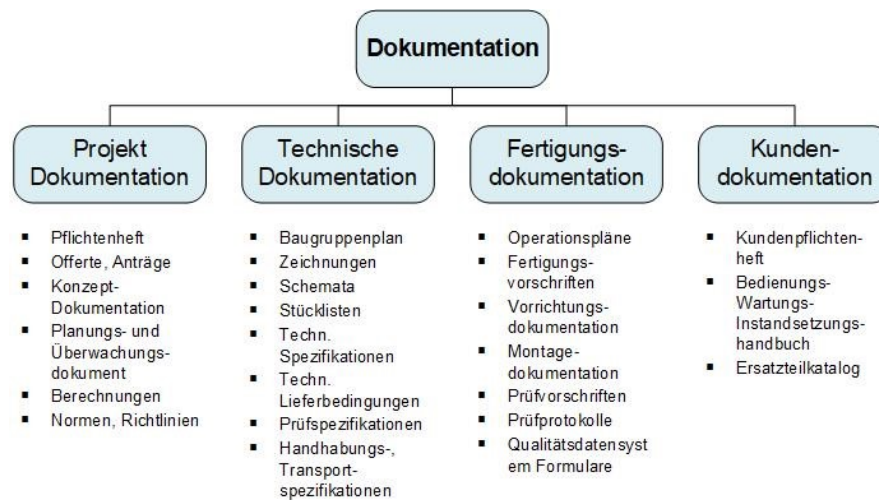 Dokumentation
Projekt
Dokumentation
Technische
Dokumentation
Fertigungs-
dokumentation
Kunden-
dokumentation
Pflichtenheft
Offerte, Anträge
Konzept-
Dokumentation
Planungs- und
Überwachungs-
dokument
Berechnungen
Normen, Richtlinien
Baugruppenplan
Zeichnungen
Schemata
Stücklisten
Techn.
Spezifikationen
Techn.
Lieferbedingungen
Prüfspezifikationen
Handhabungs-,
Transport-
spezifikationen
Operationspläne
Fertigungs-
vorschriften
Vorrichtungs-
dokumentation
Montage-
dokumentation
Prüfvorschriften
Prüfprotokolle
Qualitätsdatensyst
em Formulare
Kundenpflichten-
heft
Bedienungs-
Wartungs-
Instandsetzungs-
handbuch
Ersatzteilkatalog